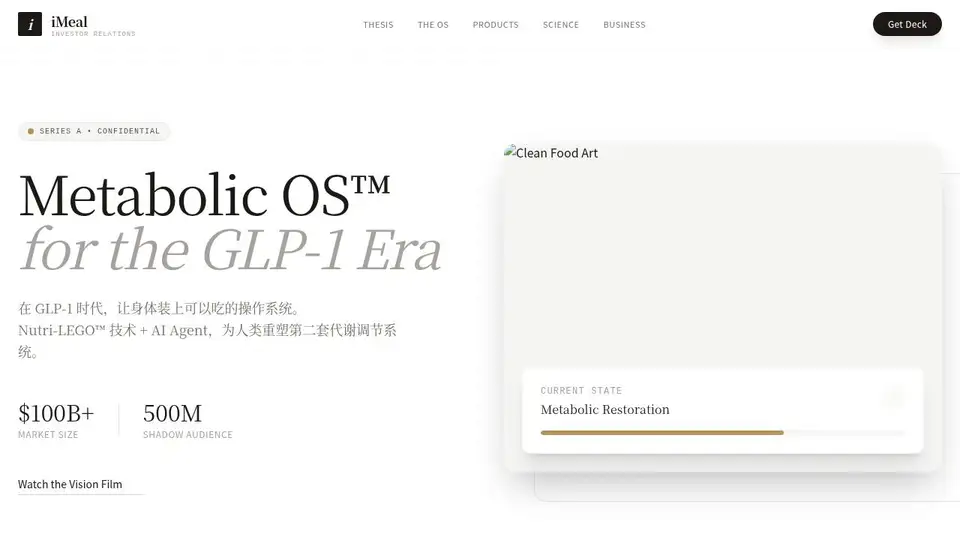 i
iMeal
INVESTOR RELATIONS
THESIS
THE OS
PRODUCTS
SCIENCE
BUSINESS
Get Deck
SERIES A • CONFIDENTIAL
Metabolic OS™
for the GLP-1 Era
在 GLP-1 时代，让身体装上可以吃的操作系统。
Nutri-LEGO™ 技术 + AI Agent，为人类重塑第二套代谢调节系
统。
$100B+
MARKET SIZE
500M
SHADOW AUDIENCE
Watch the Vision Film
Clean Food Art
CURRENT STATE
Metabolic Restoration